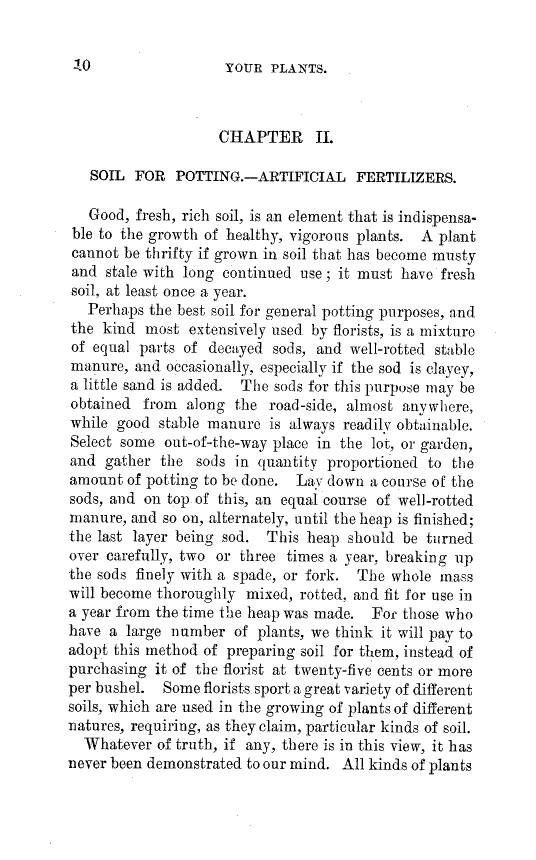 10
YOUR PLANTS.
CHAPTER II.
SOIL FOR POTTING.—ARTIFICIAL FERTILIZERS.
Good, fresh, rich soil, is an element that is indispensa-
ble to the growth of healthy, vigorous plants. A plant
cannot be thrifty if grown in soil that has become musty
and stale with long continued use; it must have fresh
soil, at least once a year.
Perhaps the best soil for general potting purposes, and
the kind most extensively used by florists, is a mixture
of equal parts of decayed sods, and well-rotted stable
manure, and occasionally, especially if the sod is clayey,
a little sand is added. The sods for this purpose may be
obtained from along the road-side, almost anywhere,
while good stable manure is always readily obtainable.
Select some out-of-the-way place in the lot, or garden,
and gather the sods in quantity proportioned to the
amount of potting to be done. Lay down a course of the
sods, and on top of this, an equal course of well-rotted
manure, and so on, alternately, until the heap is finished;
the last layer being sod. This heap should be turned
over carefully, two or three times a year, breaking up
the sods finely with a spade, or fork. The whole mass
will become thoroughly mixed, rotted, and fit for use in
a year from the time the heap was made. For those who
have a large number of plants, we think it will pay to
adopt this method of preparing soil for them, instead of
purchasing it of the florist at twenty-five cents or more
per bushel. Some florists sport a great variety of different
soils, which are used in the growing of plants of different
natures, requiring, as they claim, particular kinds of soil.
Whatever of truth, if any, there is in this view, it has
never been demonstrated to our mind. All kinds of plants